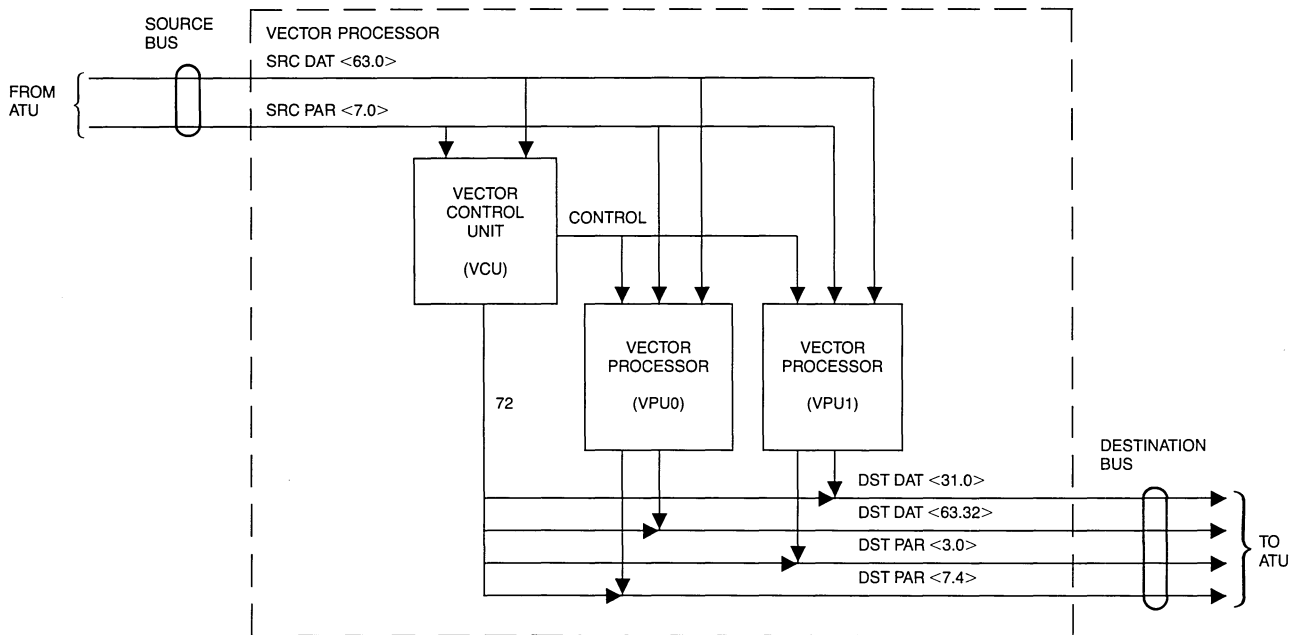 SOURCE
BUS
VECTOR PROCESSOR
SRC DAT <63.0>
FROM
ATU
SRC PAR <7.0>
VECTOR
CONTROL
UNIT
(VCU)
CONTROL
VECTOR
PROCESSOR
(VPU0)
VECTOR
PROCESSOR
(VPU1)
72
DESTINATION
BUS
DST DAT <31.0>
DST DAT <63.32>
DST PAR <3.0>
DST PAR <7.4>
TO
ATU